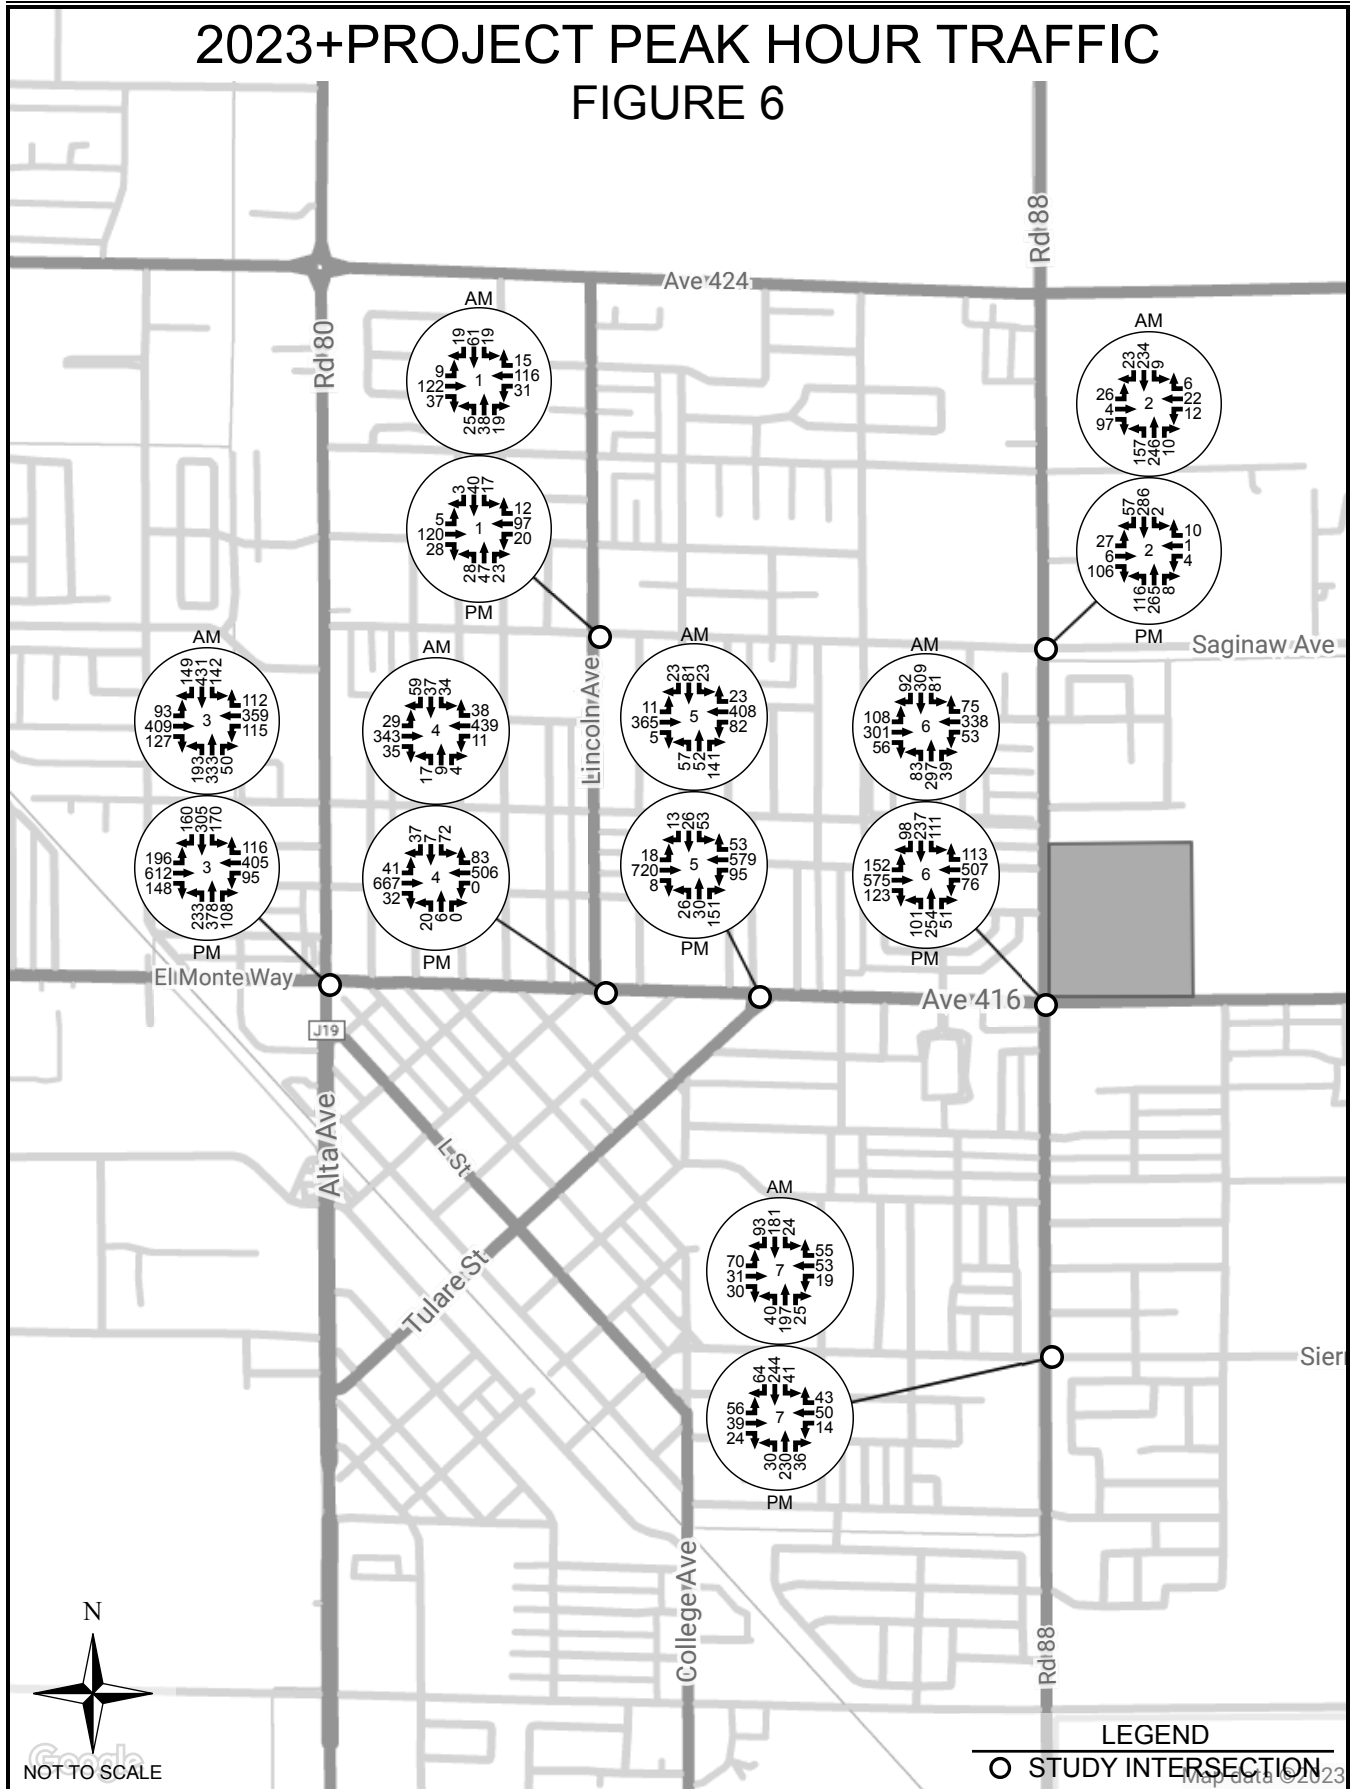 2023+PROJECT PEAK HOUR TRAFFIC
FIGURE 6
Rd 88
Ave 424
Rd 80
AM
19 61 19
9 122 37
1
15 116 31
25 38 19
3 40 17
5 120 28
1
12 97 20
28 47 23
PM
AM
23 234 9
26 4 97
2
6 22 12
157 246 10
57 286 2
27 6 106
2
10 1 4
116 265 8
PM
Saginaw Ave
Lincoln Ave
AM
149 431 142
93 409 127
3
112 359 115
193 333 50
160 305 170
196 612 148
3
116 405 95
233 378 108
PM
AM
59 37 34
29 343 35
4
38 439 11
17 9 4
37 7 72
41 667 32
4
83 506 0
20 6 0
PM
AM
23 81 23
11 365 5
5
23 408 82
57 52 141
13 26 53
18 720 8
5
53 579 95
26 30 151
PM
AM
92 309 81
108 301 56
6
75 338 53
83 297 39
98 237 111
152 575 123
6
113 507 76
101 254 51
PM
El Monte Way
Ave 416
J19
Alta Ave
L St
Tulare St
AM
93 181 24
70 31 30
7
55 53 19
40 197 25
64 244 41
56 39 24
7
43 50 14
30 230 36
PM
Sier
College Ave
Rd 88
N
Google
NOT TO SCALE
LEGEND
STUDY INTERSECTION
Map data ©2023